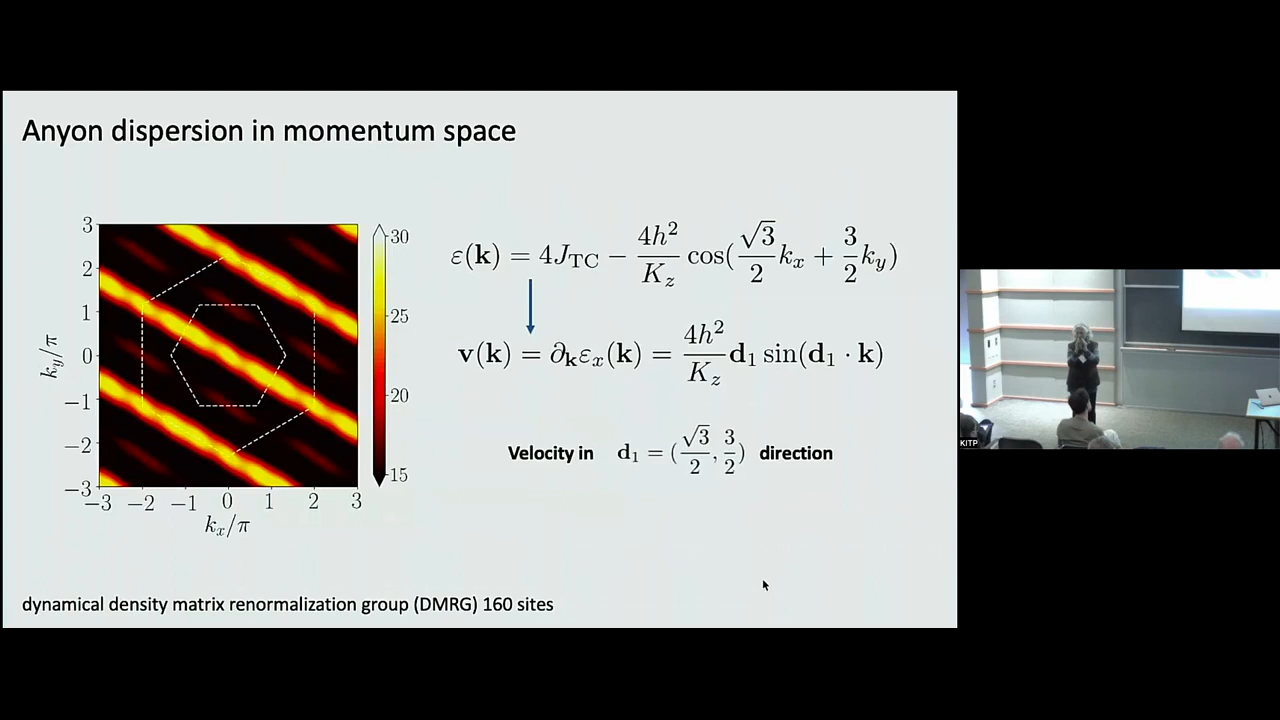 Anyon dispersion in momentum space
3
2
1
0
−1
−2
−3
k_y/π
−3 −2 −1 0 1 2 3
k_x/π
30
25
20
15
ε(𝐤) = 4J_TC − 4h²/K_z cos(√3/2 k_x + 3/2 k_y)
𝐯(𝐤) = ∂_𝐤 ε_x(𝐤) = 4h²/K_z 𝐝₁ sin(𝐝₁ · 𝐤)
Velocity in 𝐝₁ = (√3/2, 3/2) direction
dynamical density matrix renormalization group (DMRG) 160 sites
KITP